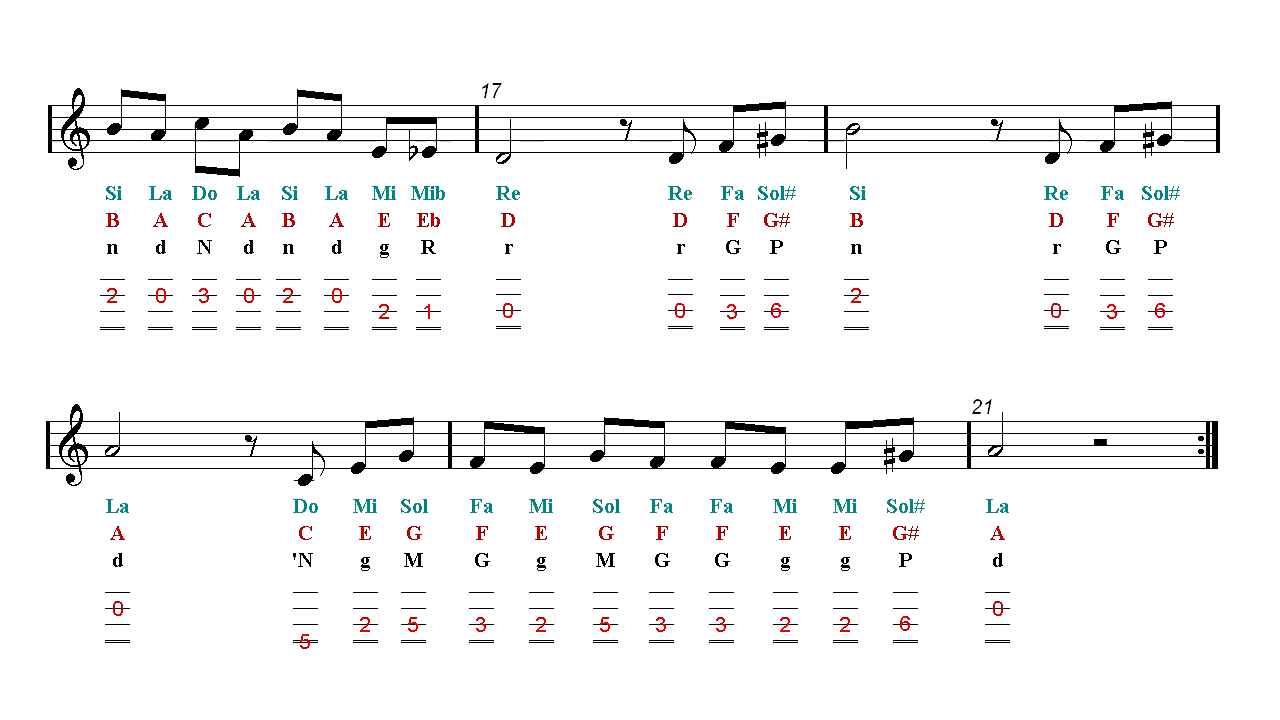 17
Si La Do La Si La Mi Mib Re Re Fa Sol# Si Re Fa Sol#
B A C A B A E Eb D D F G# B D F G#
n d N d n d g R r r G P n r G P
2 0 3 0 2 0 2 1 0 0 3 6 2 0 3 6
21
La Do Mi Sol Fa Mi Sol Fa Fa Mi Mi Sol# La
A C E G F E G F F E E G# A
d 'N g M G g M G G g g P d
0 5 2 5 3 2 5 3 3 2 2 6 0